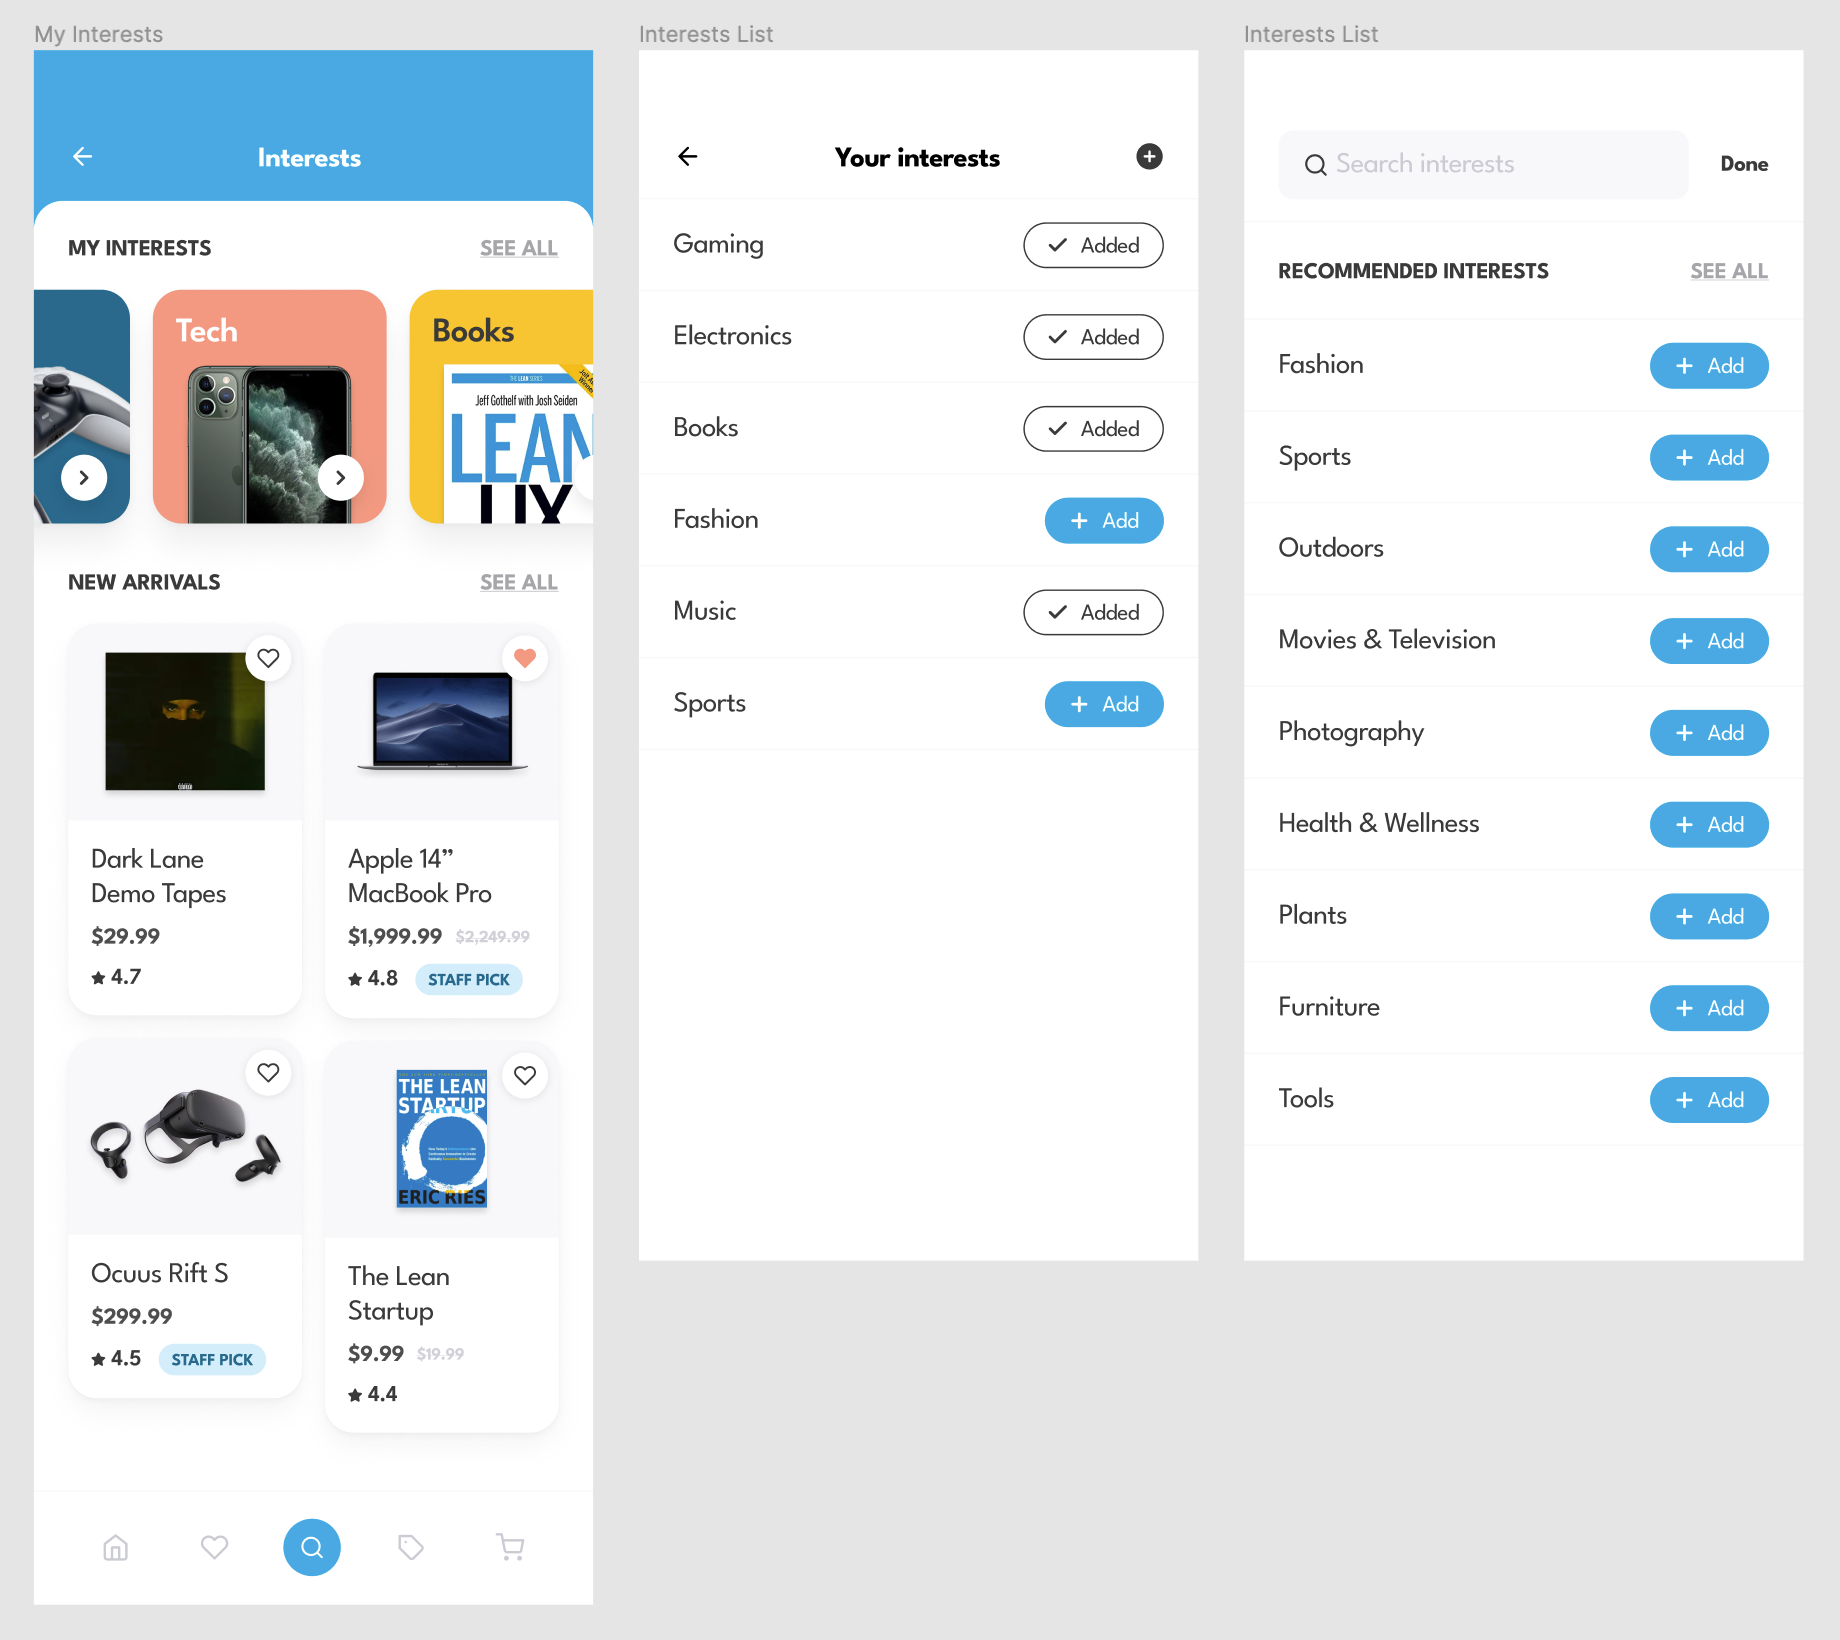 My Interests
Interests
MY INTERESTS SEE ALL
Tech
Books
THE LEAN SERIES
Jeff Gothelf with Josh Seiden
LEAN
UX
NEW ARRIVALS SEE ALL
Dark Lane
Demo Tapes
$29.99
4.7
Apple 14”
MacBook Pro
$1,999.99 $2,249.99
4.8 STAFF PICK
Ocuus Rift S
$299.99
4.5 STAFF PICK
THE LEAN
STARTUP
ERIC RIES
The Lean
Startup
$9.99 $19.99
4.4
Interests List
Your interests
Gaming Added
Electronics Added
Books Added
Fashion Add
Music Added
Sports Add
Interests List
Search interests Done
RECOMMENDED INTERESTS SEE ALL
Fashion Add
Sports Add
Outdoors Add
Movies & Television Add
Photography Add
Health & Wellness Add
Plants Add
Furniture Add
Tools Add